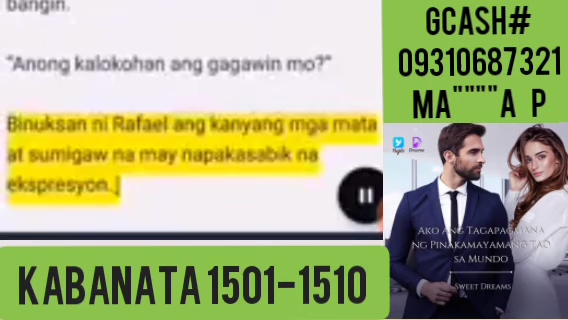 bangin.
"Anong kalokohan ang gagawin mo?"
Binuksan ni Rafael ang kanyang mga mata
at sumigaw na may napakasabik na
ekspresyon.
KABANATA 1501-1510
GCASH#
09310687321
MA""""A P
AKO ANG TAGAPAGMANA
NG PINAKAMAYAMANG TAO
SA MUNDO
SWEET DREAMS